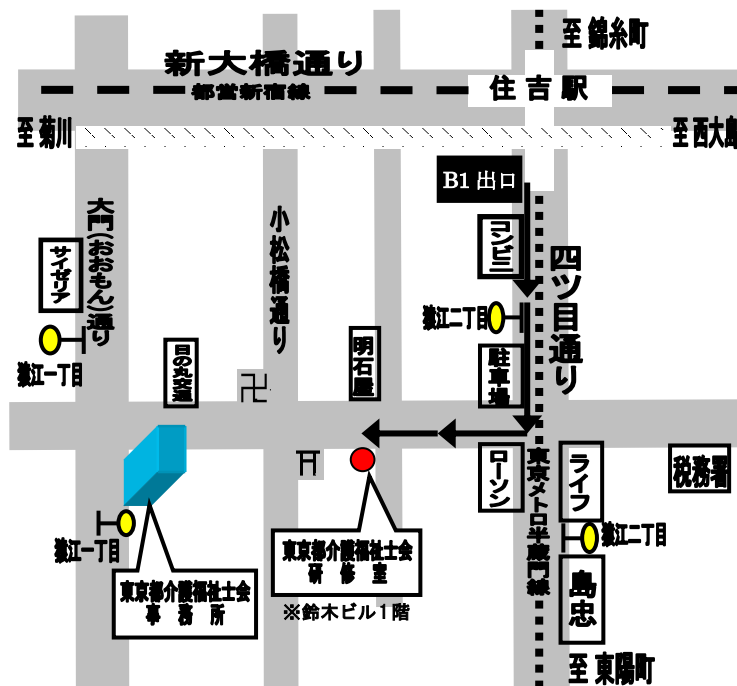 至 錦糸町
新大橋通り
都営新宿線
住吉駅
至 菊川
至 西大島
B1 出口
大門(おおもん)通り
小松橋通り
コンビニ
四ツ目通り
サイゼリア
猿江二丁目
猿江一丁目
日の丸交通
明石屋
駐車場
卍
ローソン
東京メトロ半蔵門線
ライフ
税務署
猿江二丁目
猿江一丁目
東京都介護福祉士会
研 修 室
東京都介護福祉士会
事 務 所
※鈴木ビル1階
島忠
至 東陽町